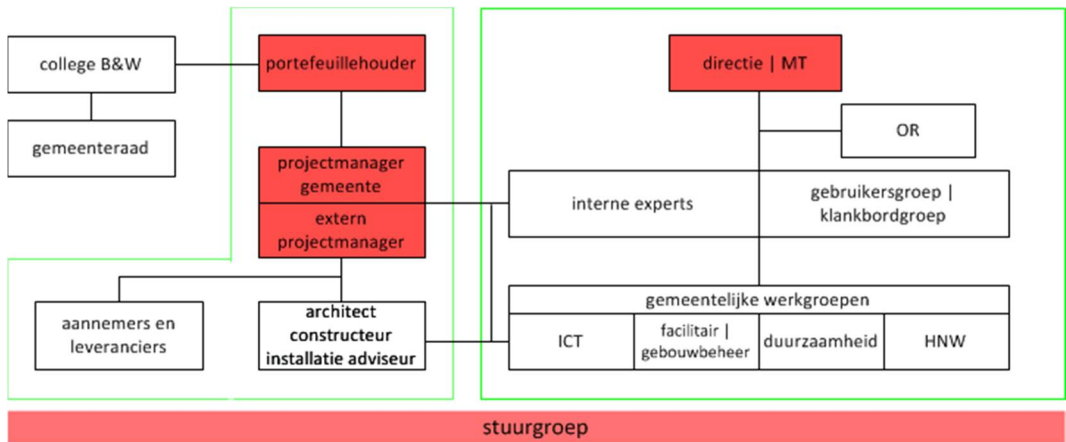 college B&W
portefeuillehouder
directie | MT
gemeenteraad
OR
projectmanager
gemeente
extern
projectmanager
interne experts
gebruikersgroep |
klankbordgroep
aannemers en
leveranciers
architect
constructeur
installatie adviseur
gemeentelijke werkgroepen
ICT
facilitair |
gebouwbeheer
duurzaamheid
HNW
stuurgroep